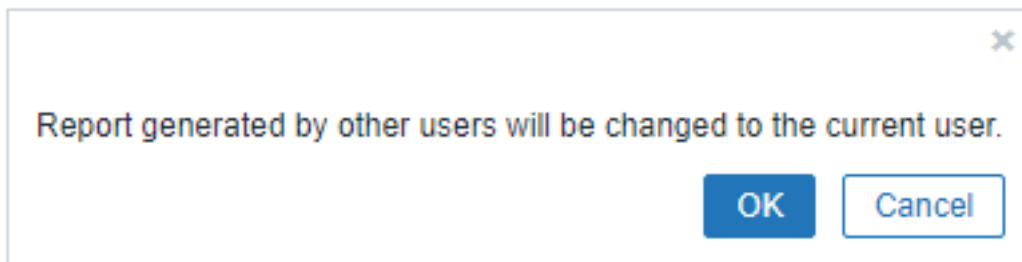 Report generated by other users will be changed to the current user.
OK Cancel